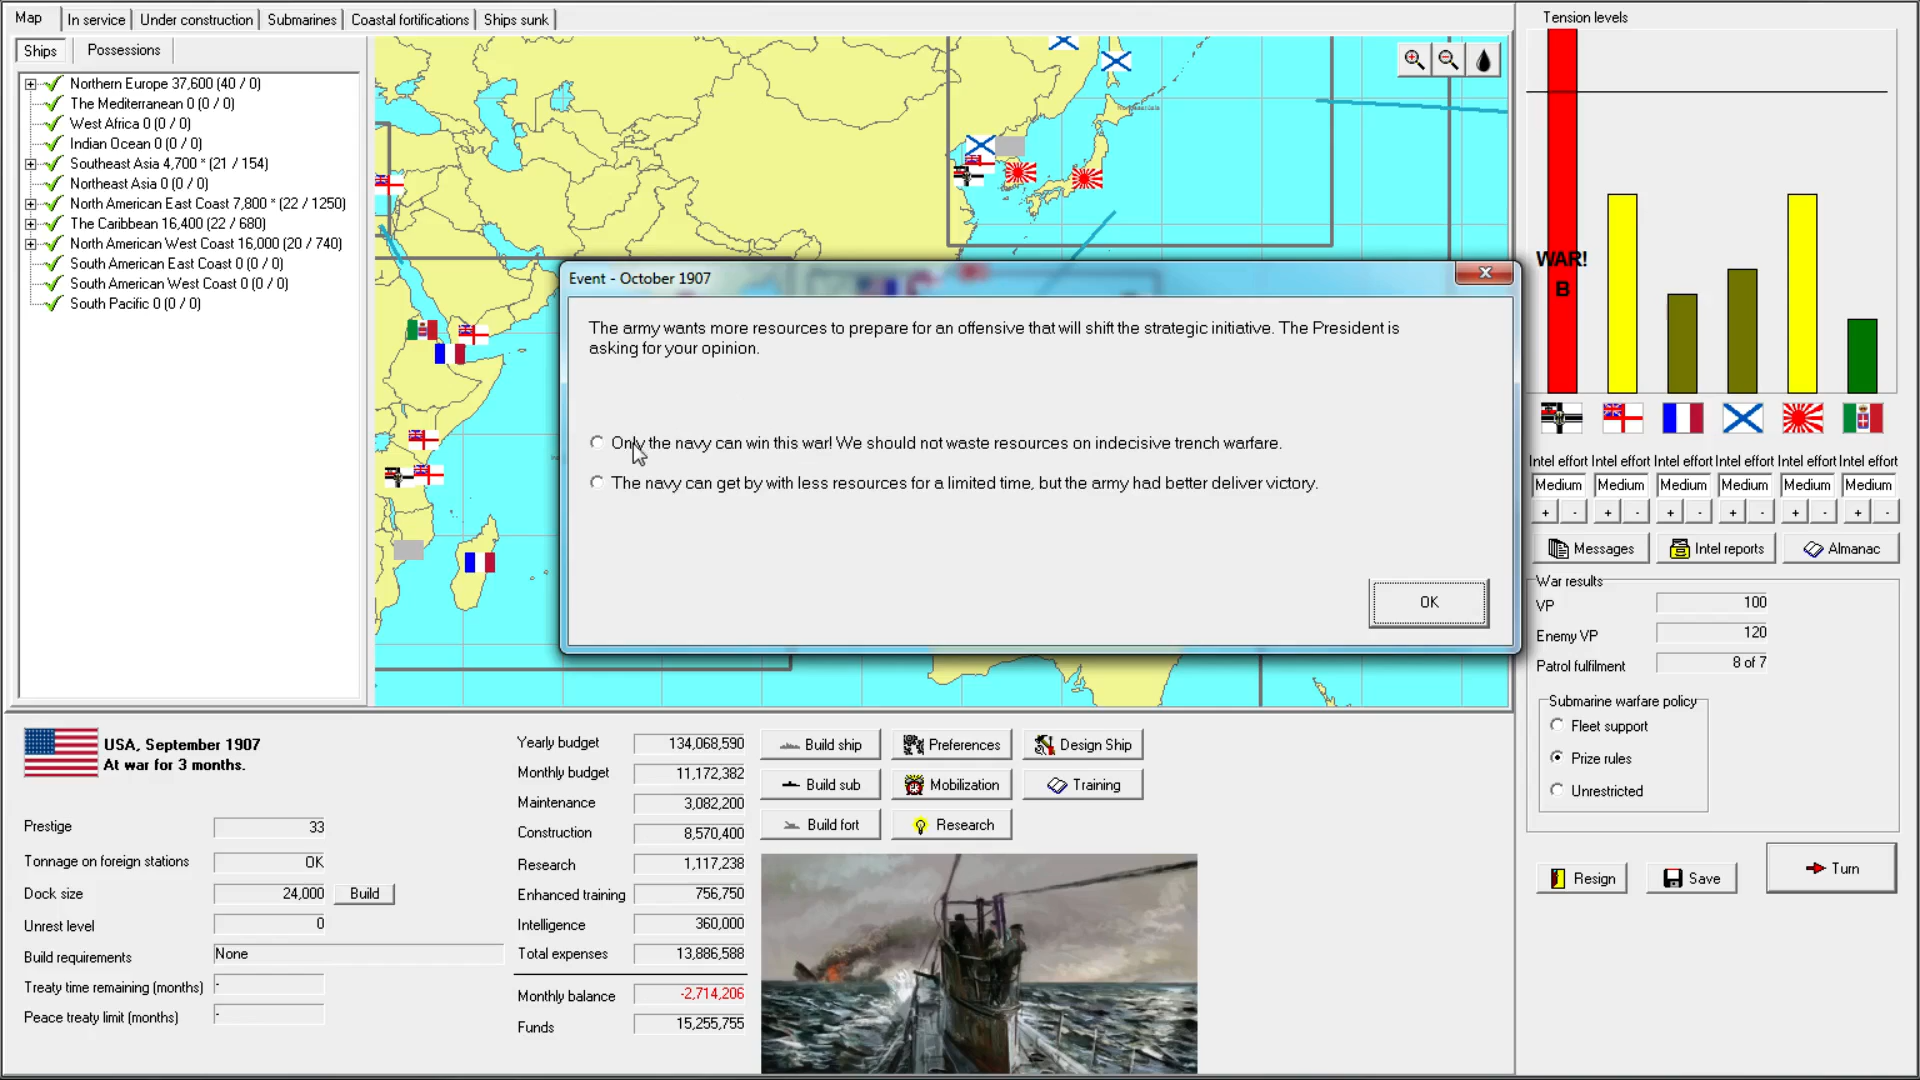 Map
In service
Under construction
Submarines
Coastal fortifications
Ships sunk
Ships
Possessions
Northern Europe 37,600 (40 / 0)
The Mediterranean 0 (0 / 0)
West Africa 0 (0 / 0)
Indian Ocean 0 (0 / 0)
Southeast Asia 4,700 * (21 / 154)
Northeast Asia 0 (0 / 0)
North American East Coast 7,800 * (22 / 1250)
The Caribbean 16,400 (22 / 680)
North American West Coast 16,000 (20 / 740)
South American East Coast 0 (0 / 0)
South American West Coast 0 (0 / 0)
South Pacific 0 (0 / 0)
Event - October 1907
The army wants more resources to prepare for an offensive that will shift the strategic initiative. The President is
asking for your opinion.
Only the navy can win this war! We should not waste resources on indecisive trench warfare.
The navy can get by with less resources for a limited time, but the army had better deliver victory.
OK
Tension levels
WAR!
B
Intel effort Intel effort Intel effort Intel effort Intel effort Intel effort
Medium Medium Medium Medium Medium Medium
+ - + - + - + - + - + -
Messages
Intel reports
Almanac
War results
VP 100
Enemy VP 120
Patrol fulfilment 8 of 7
Submarine warfare policy
Fleet support
Prize rules
Unrestricted
Resign
Save
Turn
USA, September 1907
At war for 3 months.
Prestige 33
Tonnage on foreign stations OK
Dock size 24,000 Build
Unrest level 0
Build requirements None
Treaty time remaining (months) -
Peace treaty limit (months) -
Yearly budget 134,068,590
Monthly budget 11,172,382
Maintenance 3,082,200
Construction 8,570,400
Research 1,117,238
Enhanced training 756,750
Intelligence 360,000
Total expenses 13,886,588
Monthly balance -2,714,206
Funds 15,255,755
Build ship
Preferences
Design Ship
Build sub
Mobilization
Training
Build fort
Research